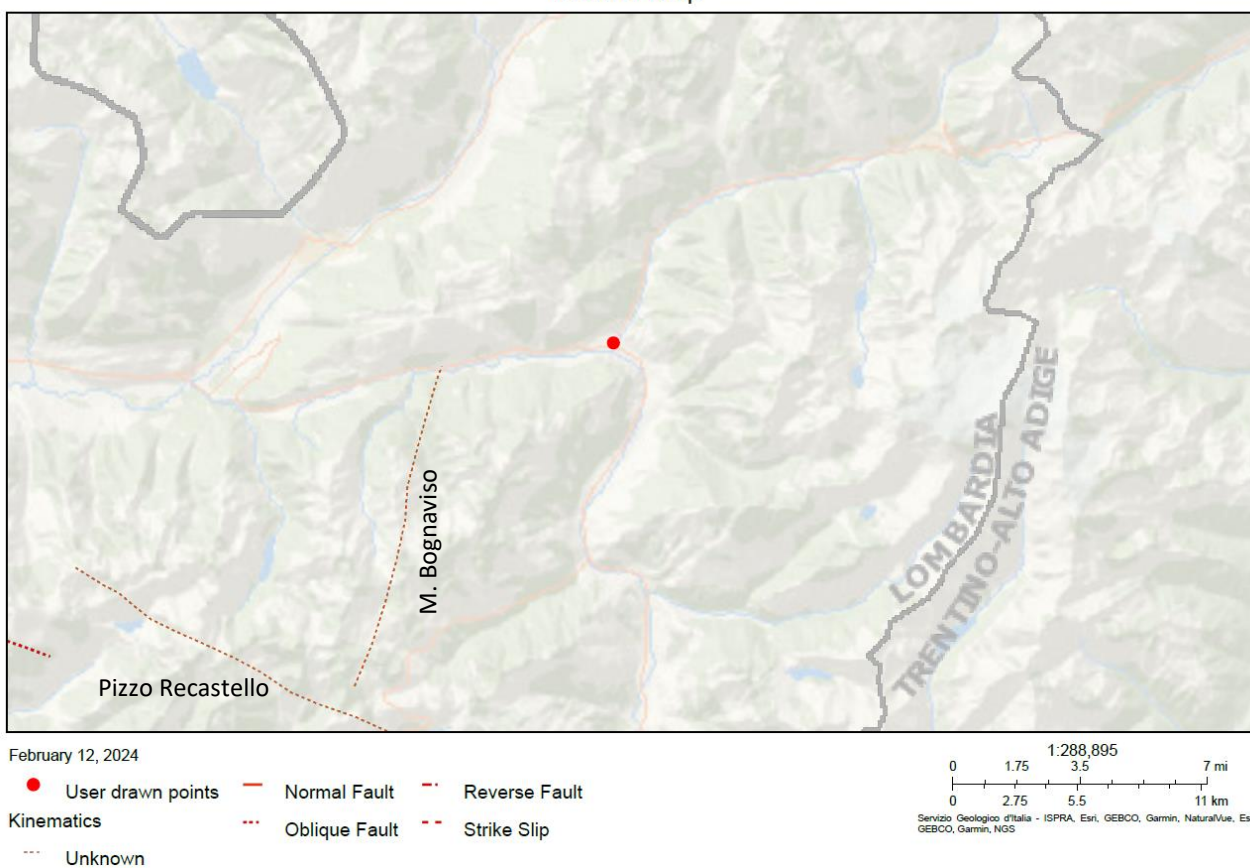 LOMBARDIA
TRENTINO-ALTO ADIGE
M. Bognaviso
Pizzo Recastello
February 12, 2024
User drawn points
Kinematics
Unknown
Normal Fault
Oblique Fault
Reverse Fault
Strike Slip
1:288,895
0 1.75 3.5 7 mi
0 2.75 5.5 11 km
Servizio Geologico d'Italia - ISPRA, Esri, GEBCO, Garmin, NaturalVue, Es
GEBCO, Garmin, NGS